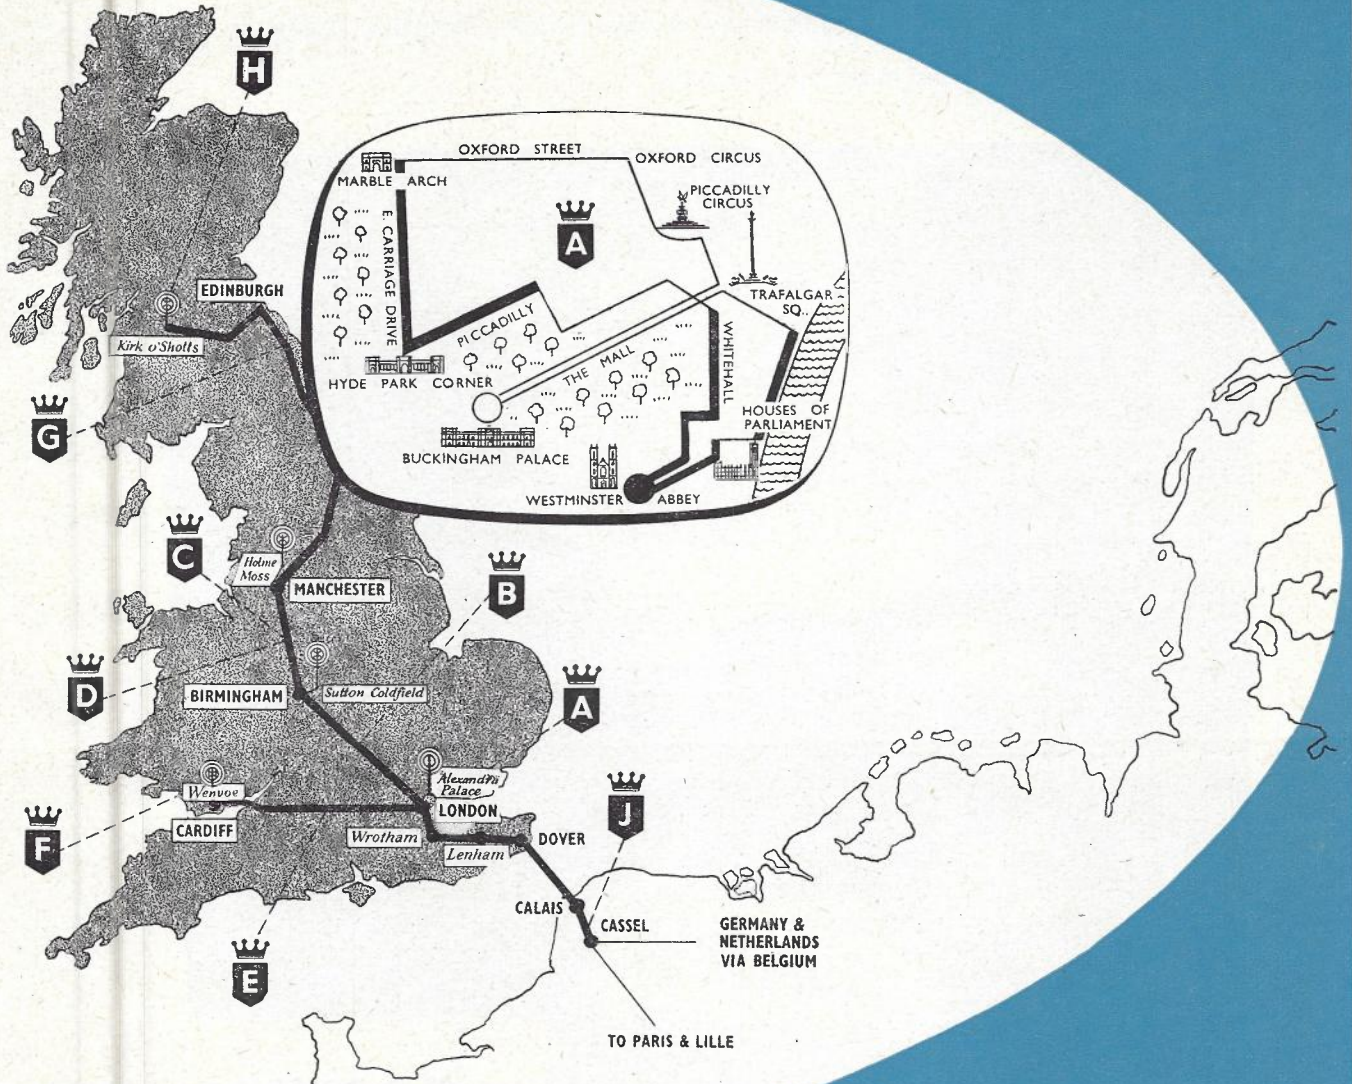 H
OXFORD STREET
OXFORD CIRCUS
MARBLE ARCH
PICCADILLY
CIRCUS
E. CARRIAGE DRIVE
A
EDINBURGH
TRAFALGAR
SQ..
Kirk o'Shotts
PICCADILLY
WHITEHALL
THE MALL
HYDE PARK CORNER
G
HOUSES OF
PARLIAMENT
BUCKINGHAM PALACE
WESTMINSTER ABBEY
C
Holme
Moss
MANCHESTER
B
D
BIRMINGHAM
Sutton Coldfield
A
Alexandra
Palace
Wenvoe
LONDON
J
CARDIFF
Wrotham
DOVER
F
Lenham
CALAIS
CASSEL
GERMANY &
NETHERLANDS
VIA BELGIUM
E
TO PARIS & LILLE